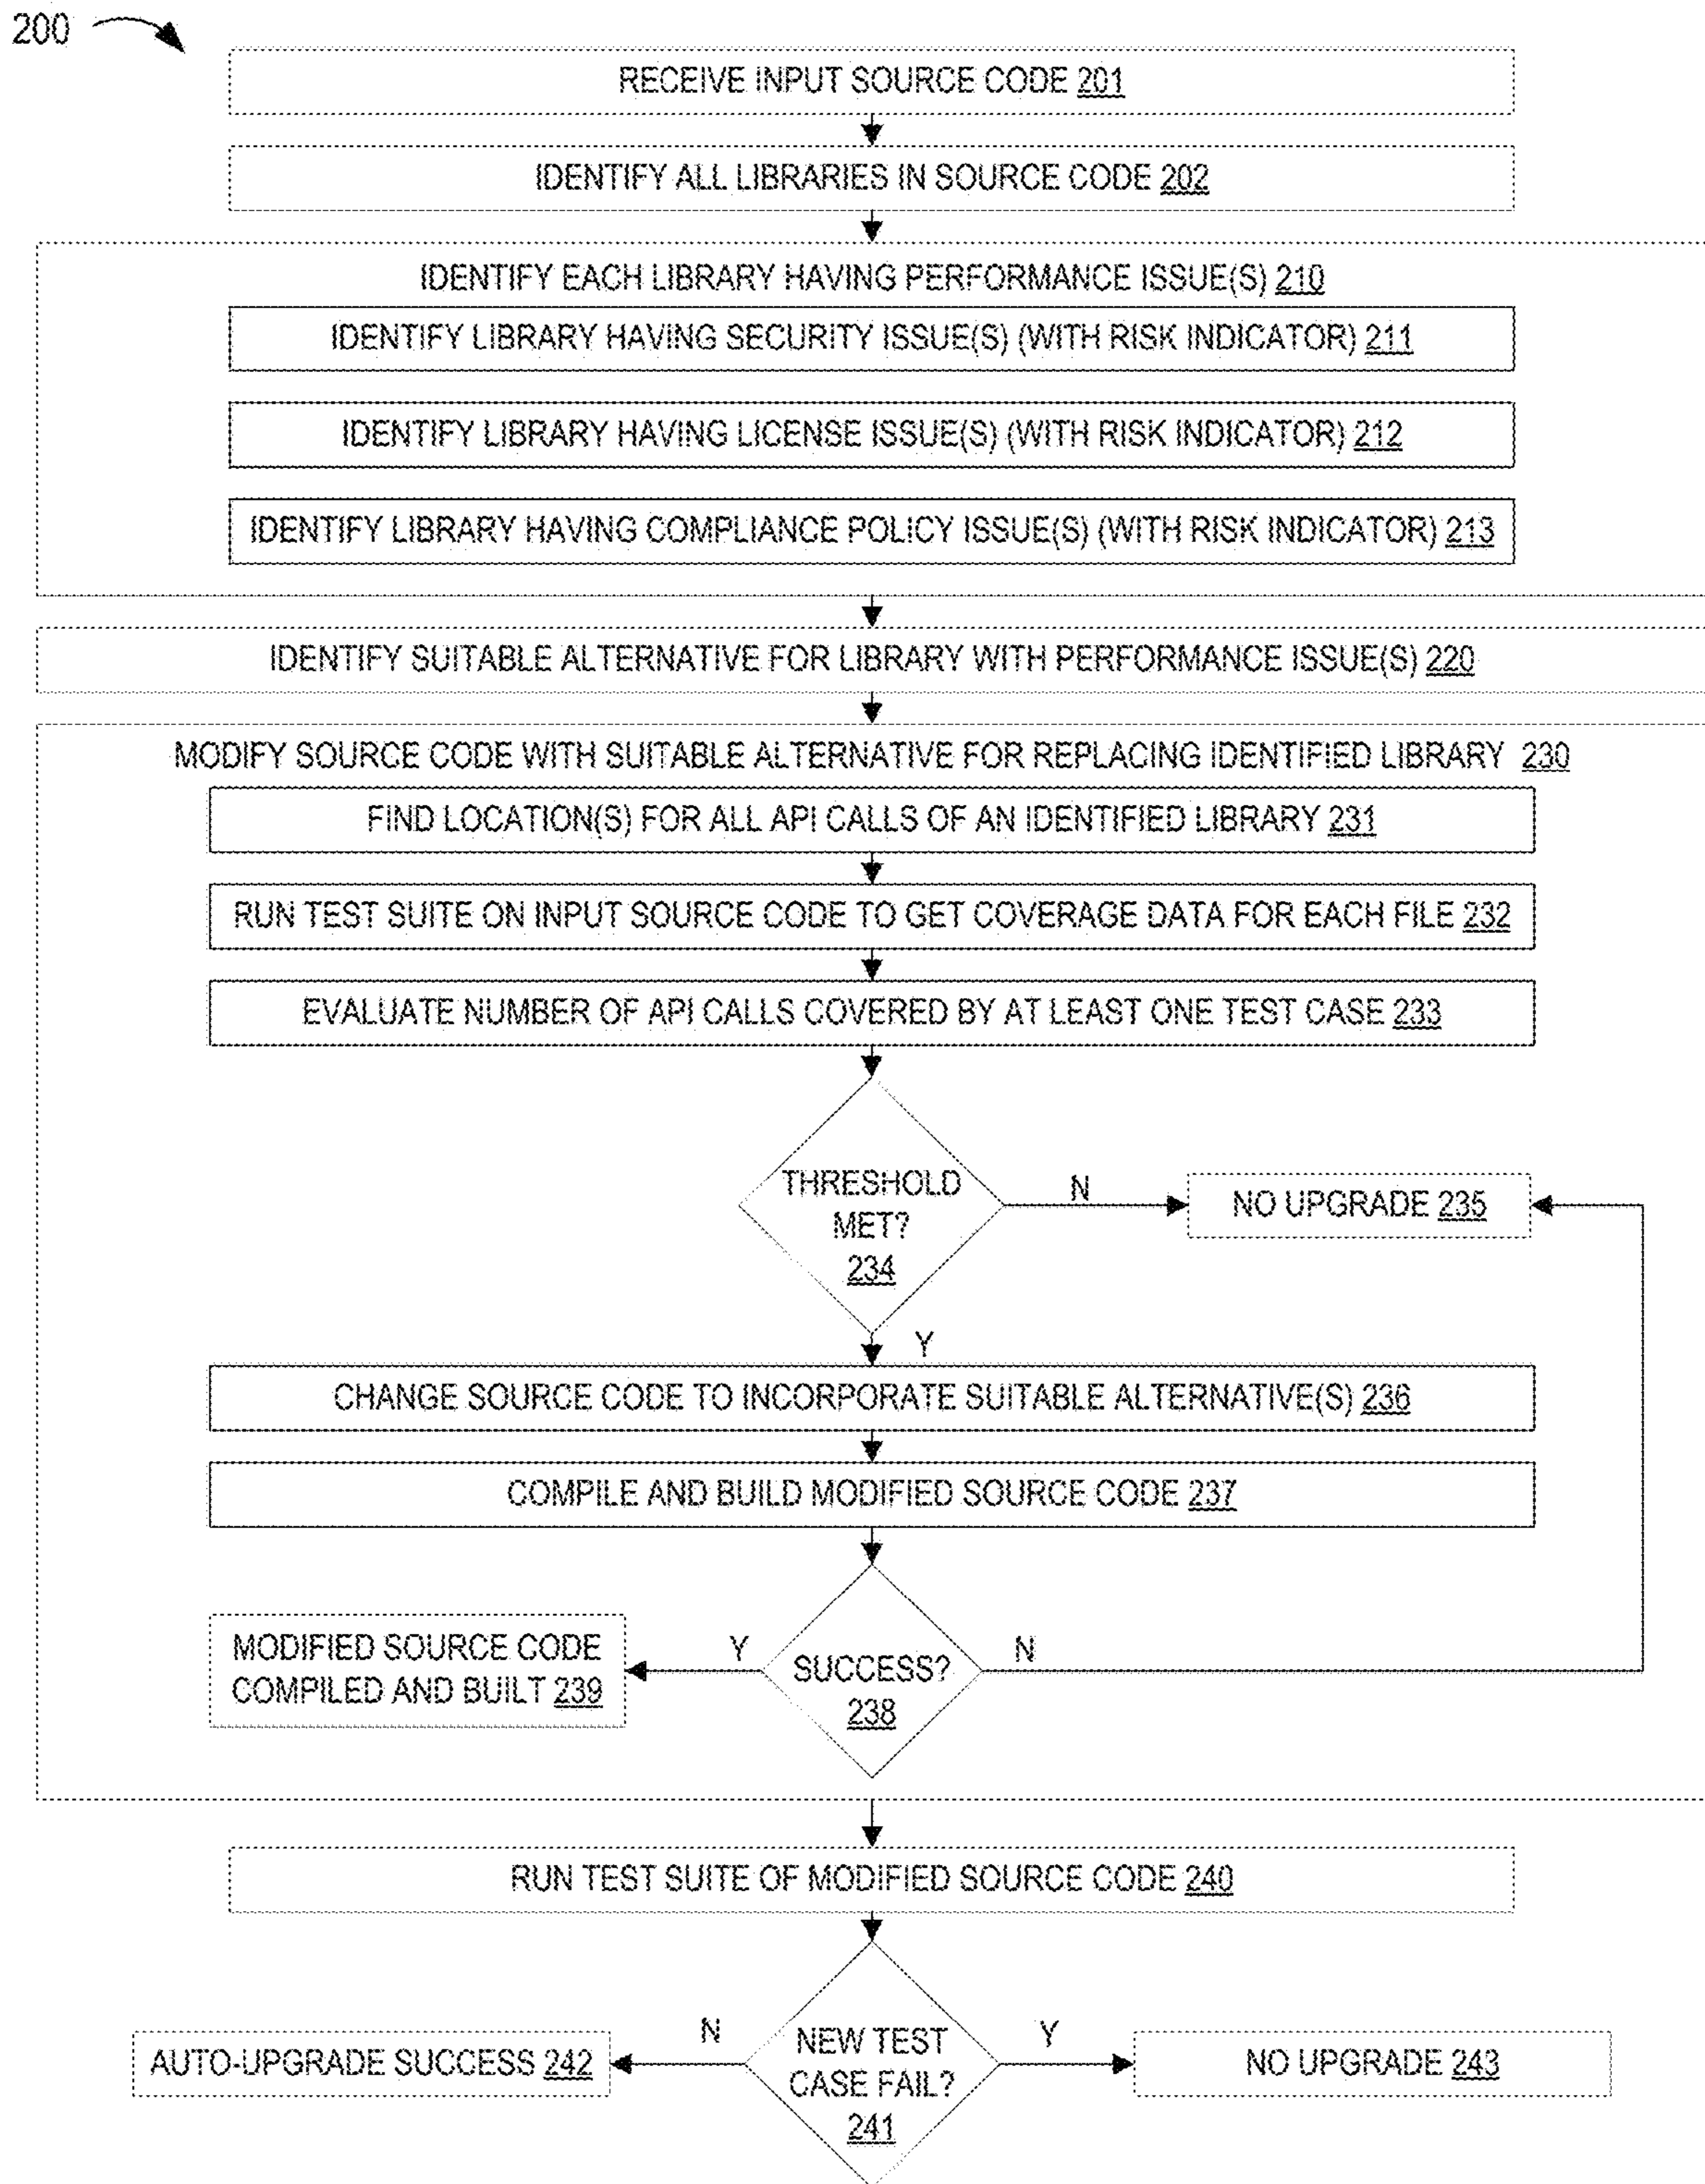 200
RECEIVE INPUT SOURCE CODE 201
IDENTIFY ALL LIBRARIES IN SOURCE CODE 202
IDENTIFY EACH LIBRARY HAVING PERFORMANCE ISSUE(S) 210
IDENTIFY LIBRARY HAVING SECURITY ISSUE(S) (WITH RISK INDICATOR) 211
IDENTIFY LIBRARY HAVING LICENSE ISSUE(S) (WITH RISK INDICATOR) 212
IDENTIFY LIBRARY HAVING COMPLIANCE POLICY ISSUE(S) (WITH RISK INDICATOR) 213
IDENTIFY SUITABLE ALTERNATIVE FOR LIBRARY WITH PERFORMANCE ISSUE(S) 220
MODIFY SOURCE CODE WITH SUITABLE ALTERNATIVE FOR REPLACING IDENTIFIED LIBRARY 230
FIND LOCATION(S) FOR ALL API CALLS OF AN IDENTIFIED LIBRARY 231
RUN TEST SUITE ON INPUT SOURCE CODE TO GET COVERAGE DATA FOR EACH FILE 232
EVALUATE NUMBER OF API CALLS COVERED BY AT LEAST ONE TEST CASE 233
THRESHOLD
MET?
234
N
NO UPGRADE 235
Y
CHANGE SOURCE CODE TO INCORPORATE SUITABLE ALTERNATIVE(S) 236
COMPILE AND BUILD MODIFIED SOURCE CODE 237
MODIFIED SOURCE CODE
COMPILED AND BUILT 239
Y
SUCCESS?
238
N
RUN TEST SUITE OF MODIFIED SOURCE CODE 240
AUTO-UPGRADE SUCCESS 242
N
NEW TEST
CASE FAIL?
241
Y
NO UPGRADE 243